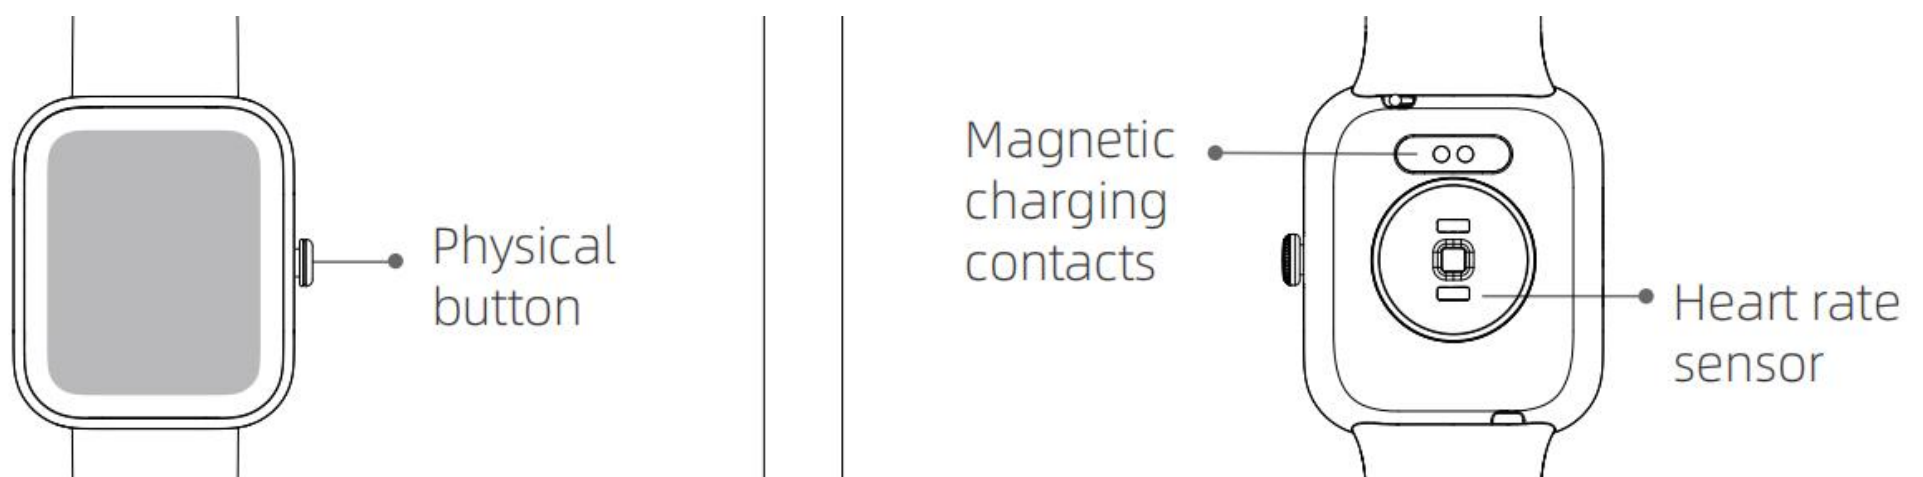 Physical
button
Magnetic
charging
contacts
Heart rate
sensor